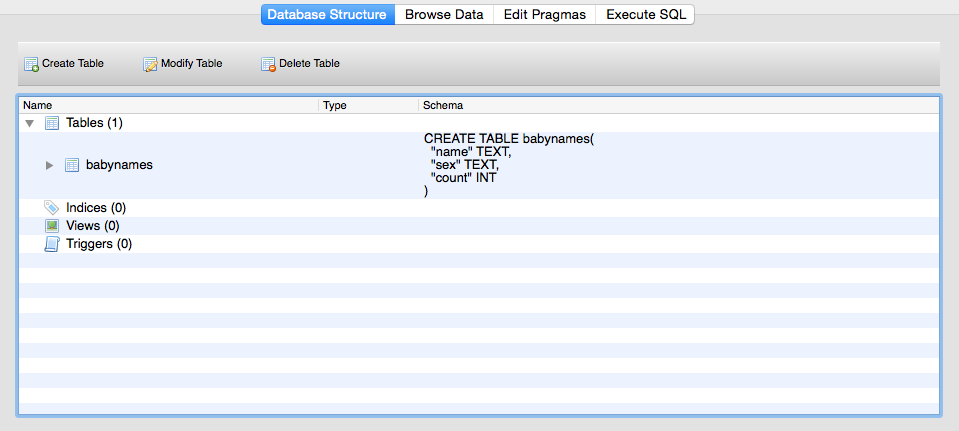 Database Structure Browse Data Edit Pragmas Execute SQL
Create Table Modify Table Delete Table
Name Type Schema
Tables (1)
babynames
CREATE TABLE babynames(
"name" TEXT,
"sex" TEXT,
"count" INT
)
Indices (0)
Views (0)
Triggers (0)